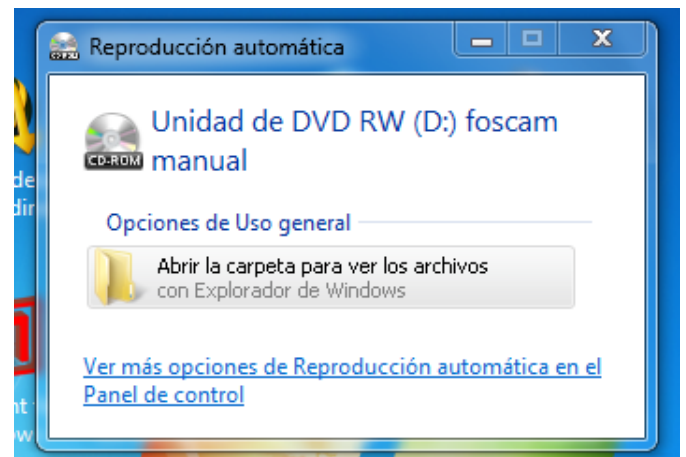 Reproducción automática
Unidad de DVD RW (D:) foscam
manual
CD-ROM
Opciones de Uso general
Abrir la carpeta para ver los archivos
con Explorador de Windows
Ver más opciones de Reproducción automática en el
Panel de control